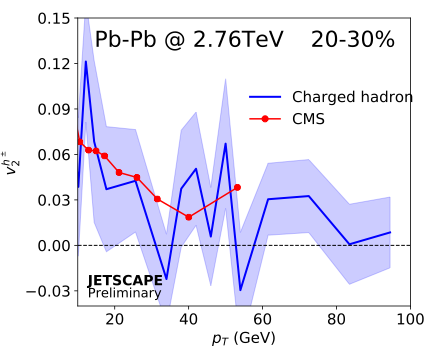 0.15
Pb-Pb @ 2.76TeV 20-30%
0.12
Charged hadron
0.09
CMS
0.06
v₂^{h^±}
0.03
0.00
−0.03
JETSCAPE
Preliminary
20 40 60 80 100
p_T (GeV)